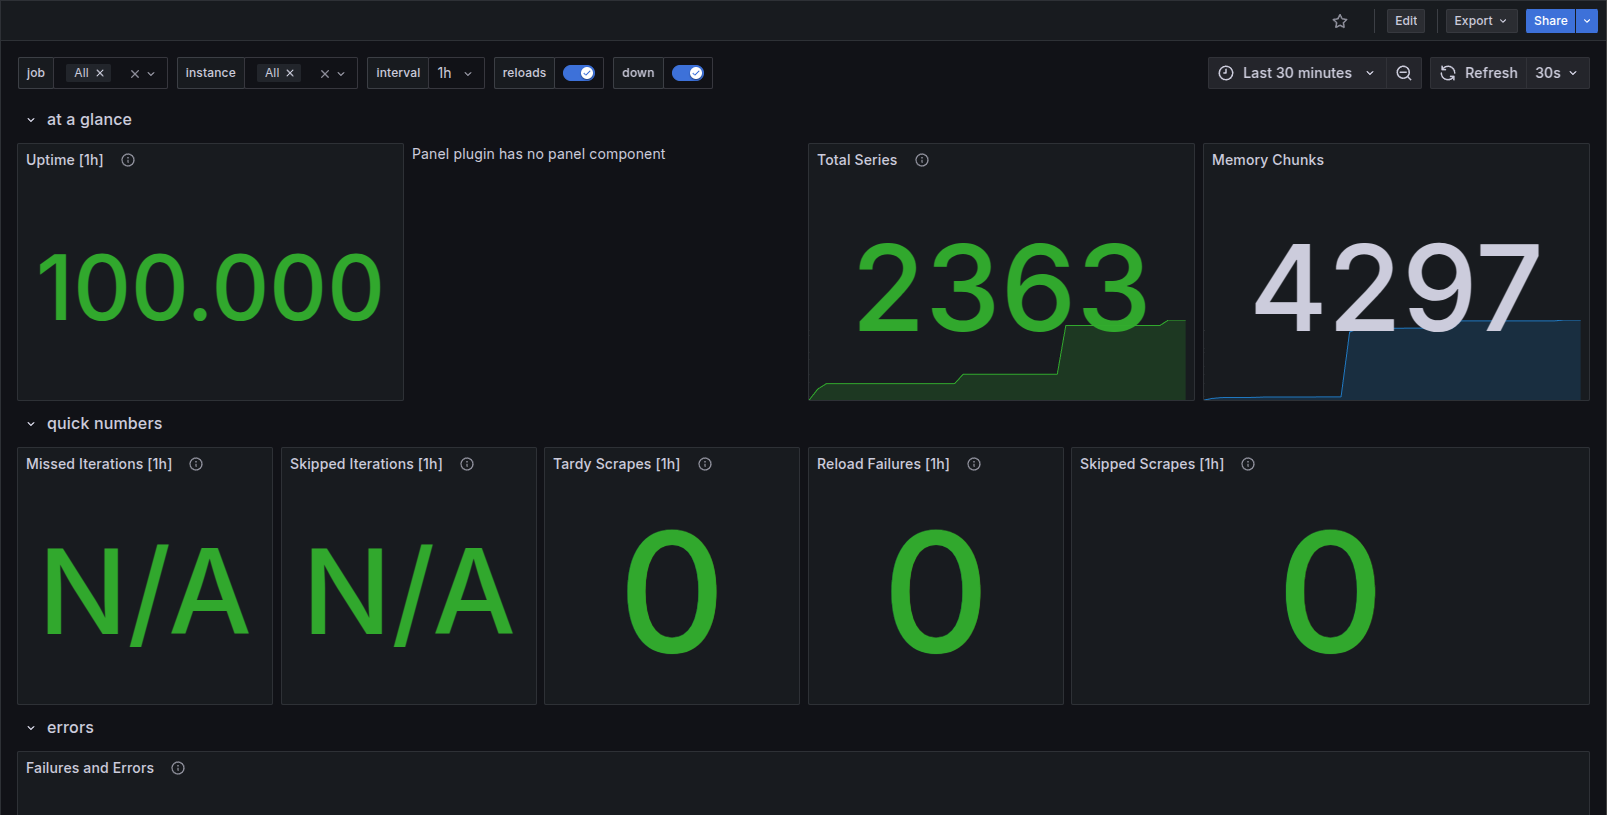 Edit Export Share
job All instance All interval 1h reloads down Last 30 minutes Refresh 30s
at a glance
Uptime [1h] Panel plugin has no panel component Total Series Memory Chunks
100.000 2363 4297
quick numbers
Missed Iterations [1h] Skipped Iterations [1h] Tardy Scrapes [1h] Reload Failures [1h] Skipped Scrapes [1h]
N/A N/A 0 0 0
errors
Failures and Errors